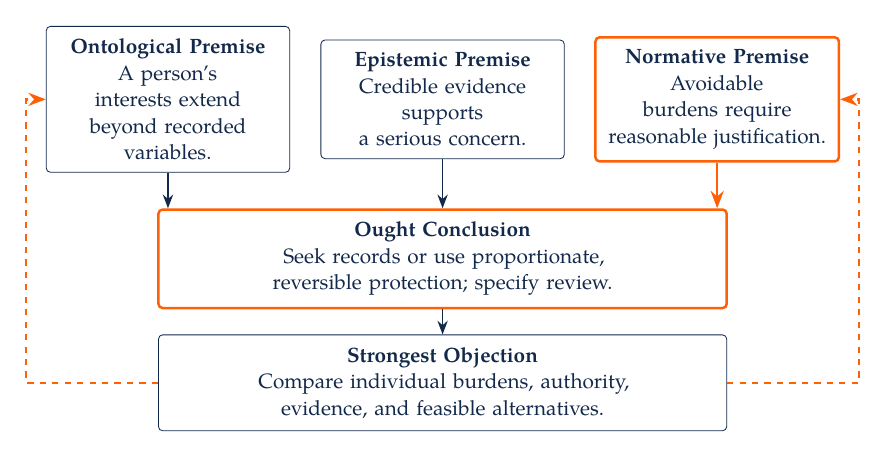 Ontological Premise
A person's
interests extend
beyond recorded
variables.
Epistemic Premise
Credible evidence
supports
a serious concern.
Normative Premise
Avoidable
burdens require
reasonable justification.
Ought Conclusion
Seek records or use proportionate,
reversible protection; specify review.
Strongest Objection
Compare individual burdens, authority,
evidence, and feasible alternatives.